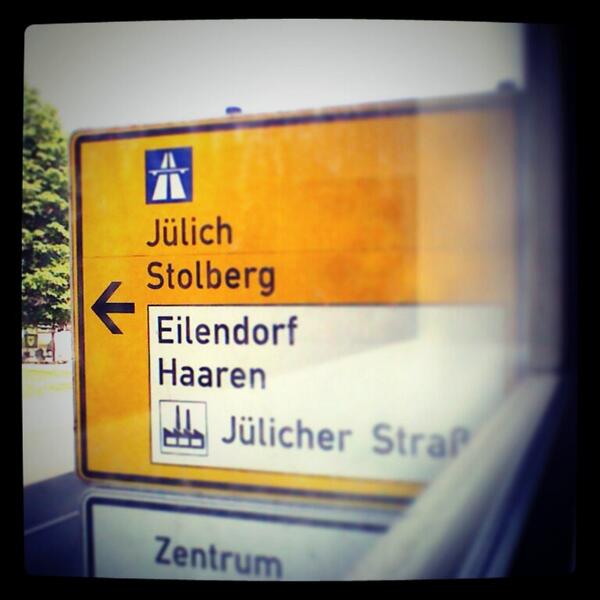 Jülich
Stolberg
Eilendorf
Haaren
Jülicher Straß
Zentrum